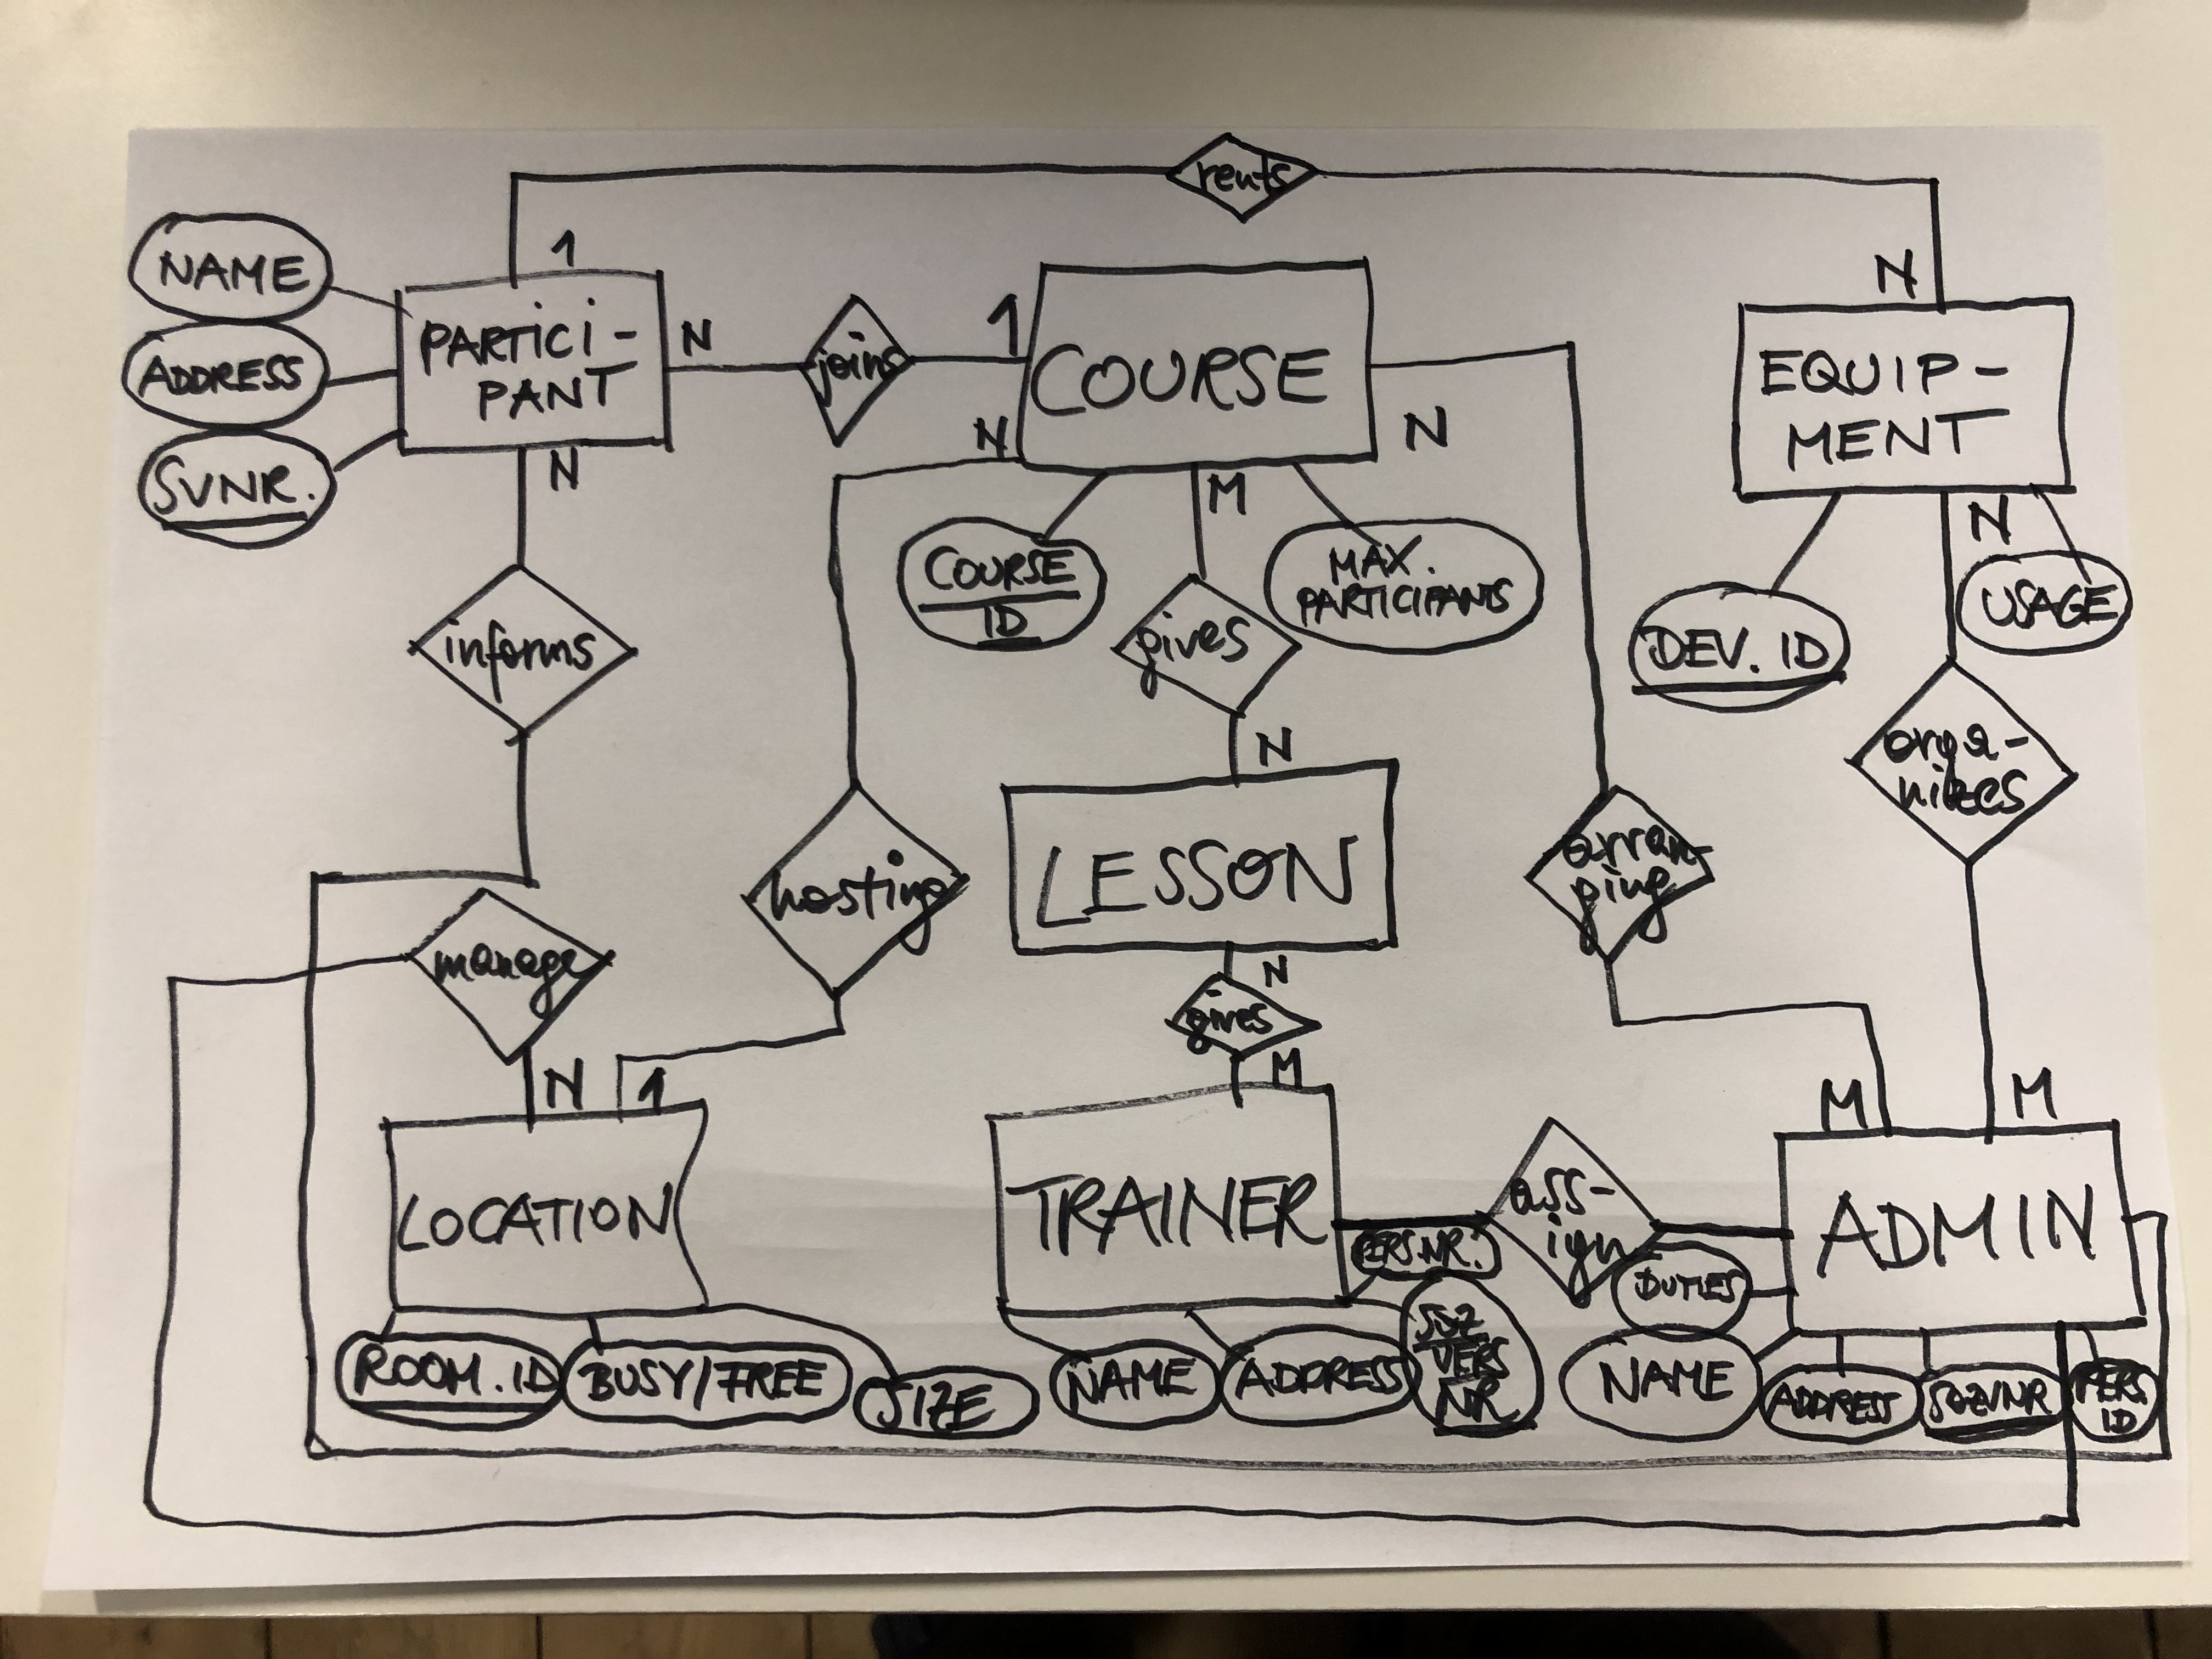 rents
1
N
NAME
ADDRESS
SVNR.
PARTICI-
PANT
N
joins
1
COURSE
N
N
EQUIP-
MENT
N
M
N
COURSE
ID
MAX.
PARTICIPANTS
USAGE
DEV. ID
informs
gives
N
orga-
nizes
hosting
LESSON
arran-
ging
manage
N
gives
M
N
1
M
M
LOCATION
TRAINER
ass-
ign
ADMIN
PERS.NR.
DUTIES
ROOM.ID
BUSY/FREE
SIZE
NAME
ADDRESS
SOZ
VERS
NR
NAME
ADDRESS
SOZVNR
PERS
ID